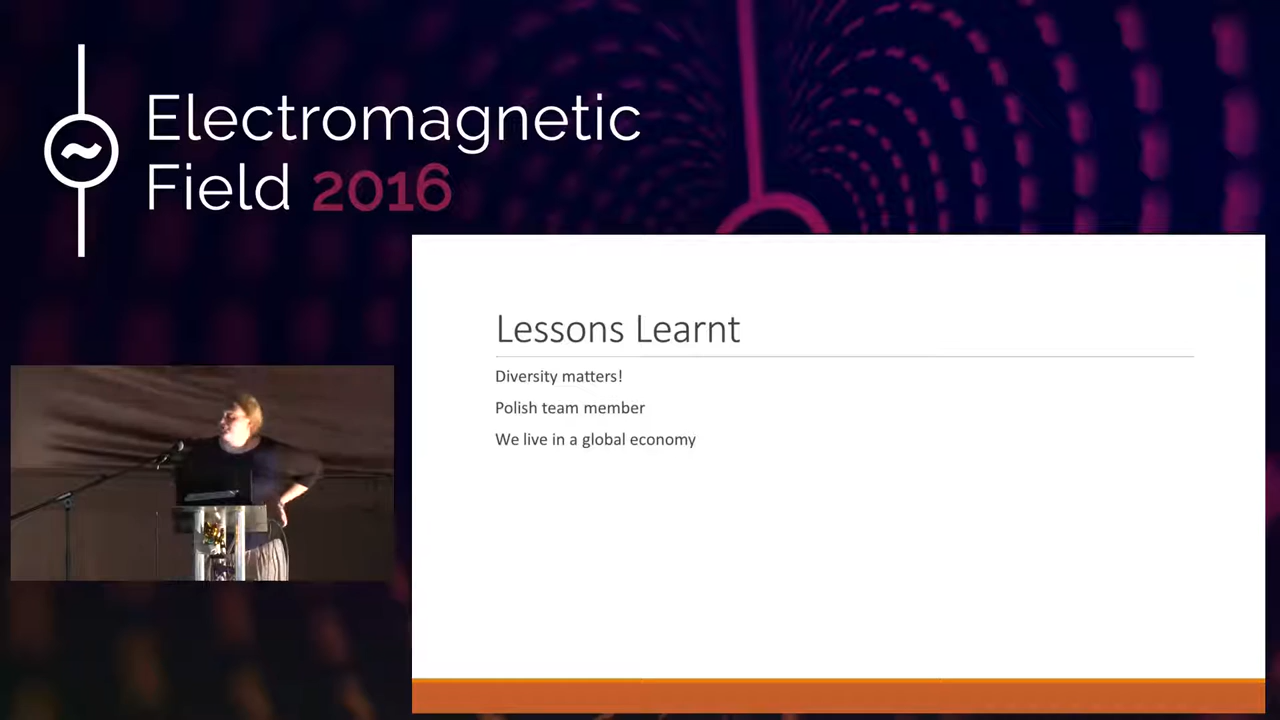 Electromagnetic
Field 2016
Lessons Learnt
Diversity matters!
Polish team member
We live in a global economy